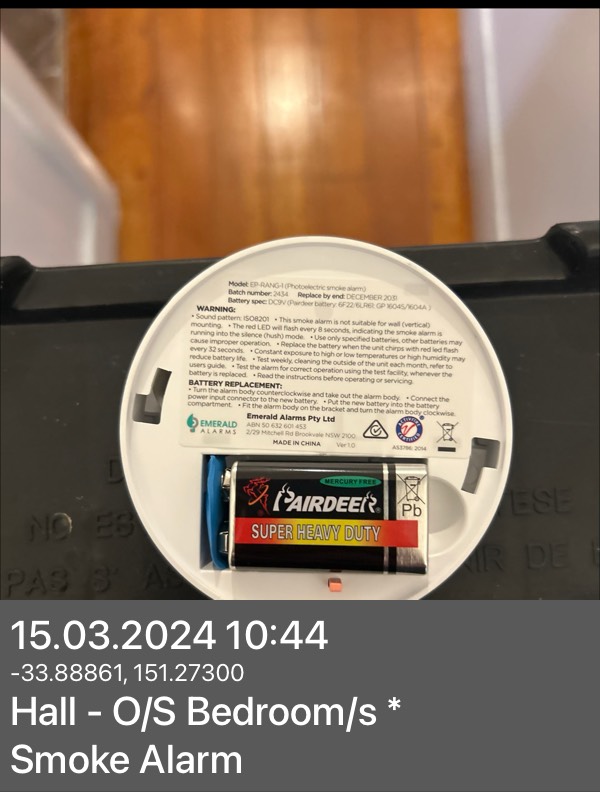 Model: EP-RANG-1 (Photoelectric smoke alarm)
Batch number: 2434 Replace by end: DECEMBER 2031
Battery spec: DC9V (Pairdeer battery: 6F22/6LR61; GP 1604S/1604A )
WARNING:
• Sound pattern: ISO8201 • This smoke alarm is not suitable for wall (vertical)
mounting. • The red LED will flash every 8 seconds, indicating the smoke alarm is
running into the silence (hush) mode. • Use only specified batteries, other batteries may
cause improper operation. • Replace the battery when the unit chirps with red led flash
every 32 seconds. • Constant exposure to high or low temperatures or high humidity may
reduce battery life. • Test weekly, cleaning the outside of the unit each month, refer to
users guide. • Test the alarm for correct operation using the test facility, whenever the
battery is replaced. • Read the instructions before operating or servicing.
BATTERY REPLACEMENT:
• Turn the alarm body counterclockwise and take out the alarm body. • Connect the
power input connector to the new battery. • Put the new battery into the battery
compartment. • Fit the alarm body on the bracket and turn the alarm body clockwise.
EMERALD
ALARMS
Emerald Alarms Pty Ltd
ABN 50 632 601 453
2/29 Mitchell Rd Brookvale NSW 2100
MADE IN CHINA Ver 1.0
AS3786: 2014
MERCURY FREE
PAIRDEER
SUPER HEAVY DUTY
Pb
NO ES
PAS S'
15.03.2024 10:44
-33.88861, 151.27300
Hall - O/S Bedroom/s *
Smoke Alarm